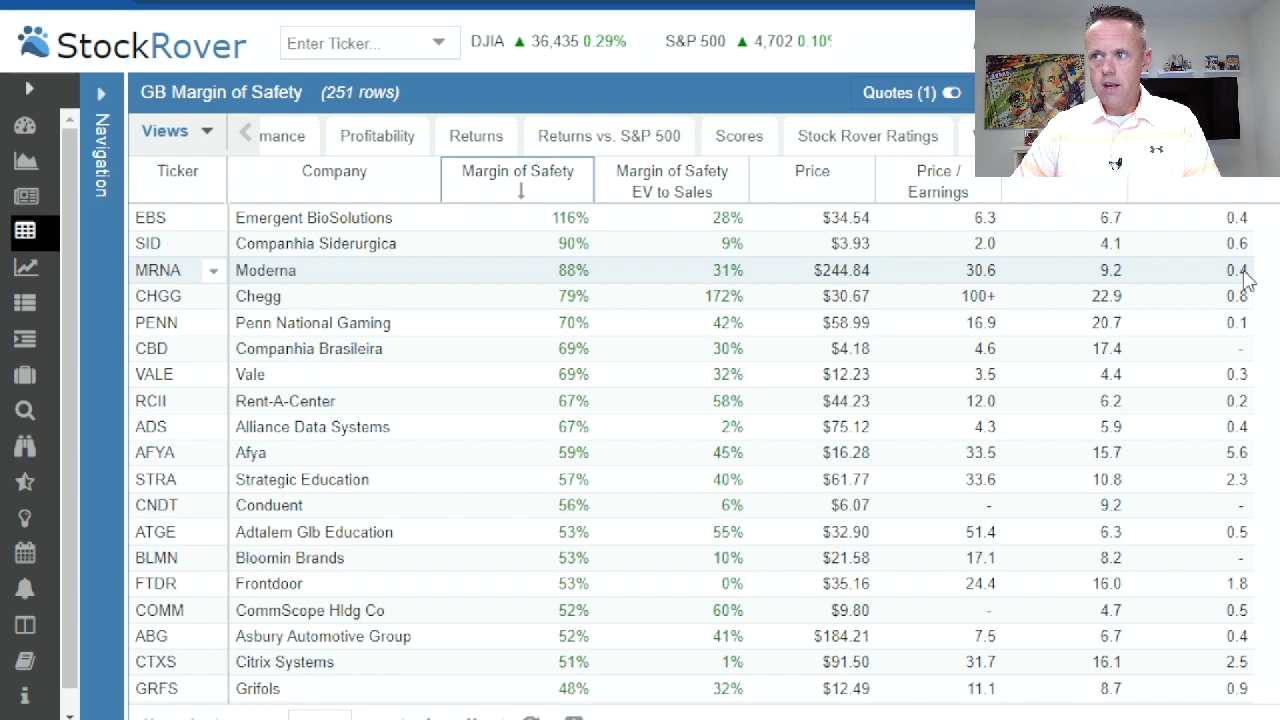 StockRover
Enter Ticker...
DJIA ▲ 36,435 0.29%
S&P 500 ▲ 4,702 0.10%
GB Margin of Safety (251 rows)
Quotes (1)
Navigation
Views
mance
Profitability
Returns
Returns vs. S&P 500
Scores
Stock Rover Ratings
Ticker Company Margin of Safety ↓ Margin of Safety EV to Sales Price Price / Earnings
EBS Emergent BioSolutions 116% 28% $34.54 6.3 6.7 0.4
SID Companhia Siderurgica 90% 9% $3.93 2.0 4.1 0.6
MRNA Moderna 88% 31% $244.84 30.6 9.2 0.4
CHGG Chegg 79% 172% $30.67 100+ 22.9 0.8
PENN Penn National Gaming 70% 42% $58.99 16.9 20.7 0.1
CBD Companhia Brasileira 69% 30% $4.18 4.6 17.4 -
VALE Vale 69% 32% $12.23 3.5 4.4 0.3
RCII Rent-A-Center 67% 58% $44.23 12.0 6.2 0.2
ADS Alliance Data Systems 67% 2% $75.12 4.3 5.9 0.4
AFYA Afya 59% 45% $16.28 33.5 15.7 5.6
STRA Strategic Education 57% 40% $61.77 33.6 10.8 2.3
CNDT Conduent 56% 6% $6.07 - 9.2 -
ATGE Adtalem Glb Education 53% 55% $32.90 51.4 6.3 0.5
BLMN Bloomin Brands 53% 10% $21.58 17.1 8.2 -
FTDR Frontdoor 53% 0% $35.16 24.4 16.0 1.8
COMM CommScope Hldg Co 52% 60% $9.80 - 4.7 0.5
ABG Asbury Automotive Group 52% 41% $184.21 7.5 6.7 0.4
CTXS Citrix Systems 51% 1% $91.50 31.7 16.1 2.5
GRFS Grifols 48% 32% $12.49 11.1 8.7 0.9